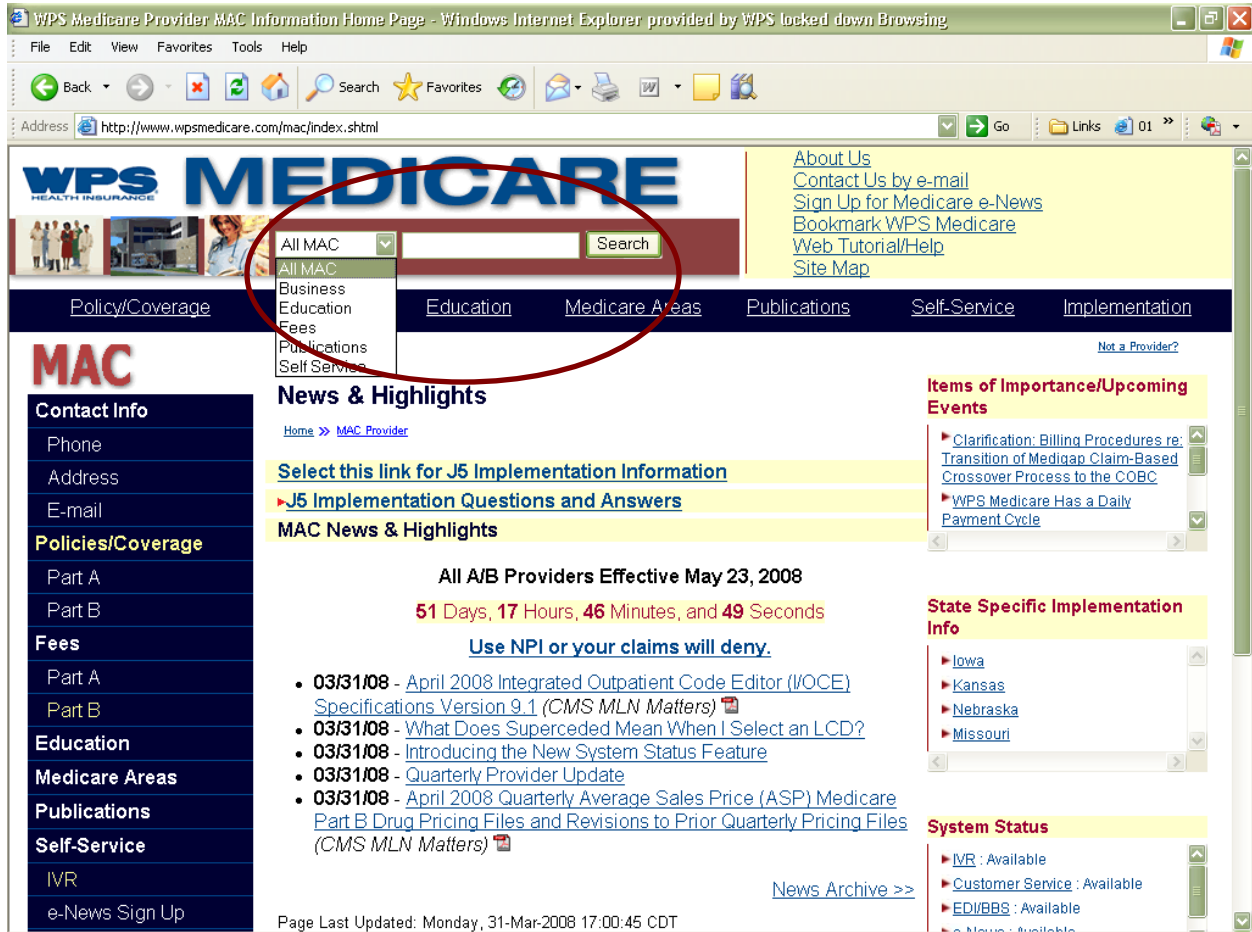 WPS Medicare Provider MAC Information Home Page - Windows Internet Explorer provided by WPS locked down Browsing
File Edit View Favorites Tools Help
Back Search Favorites
Address http://www.wpsmedicare.com/mac/index.shtml Go Links 01 »
WPS MEDICARE
HEALTH INSURANCE
About Us
Contact Us by e-mail
Sign Up for Medicare e-News
Bookmark WPS Medicare
Web Tutorial/Help
Site Map
All MAC Search
All MAC
Business
Education
Fees
Publications
Self Service
Policy/Coverage Education Medicare Areas Publications Self-Service Implementation
MAC
Contact Info
Phone
Address
E-mail
Policies/Coverage
Part A
Part B
Fees
Part A
Part B
Education
Medicare Areas
Publications
Self-Service
IVR
e-News Sign Up
News & Highlights
Home >> MAC Provider
Select this link for J5 Implementation Information
J5 Implementation Questions and Answers
MAC News & Highlights
All A/B Providers Effective May 23, 2008
51 Days, 17 Hours, 46 Minutes, and 49 Seconds
Use NPI or your claims will deny.
• 03/31/08 - April 2008 Integrated Outpatient Code Editor (I/OCE)
Specifications Version 9.1 (CMS MLN Matters)
• 03/31/08 - What Does Superceded Mean When I Select an LCD?
• 03/31/08 - Introducing the New System Status Feature
• 03/31/08 - Quarterly Provider Update
• 03/31/08 - April 2008 Quarterly Average Sales Price (ASP) Medicare
Part B Drug Pricing Files and Revisions to Prior Quarterly Pricing Files
(CMS MLN Matters)
News Archive >>
Page Last Updated: Monday, 31-Mar-2008 17:00:45 CDT
Not a Provider?
Items of Importance/Upcoming
Events
Clarification: Billing Procedures re:
Transition of Medigap Claim-Based
Crossover Process to the COBC
WPS Medicare Has a Daily
Payment Cycle
State Specific Implementation
Info
Iowa
Kansas
Nebraska
Missouri
System Status
IVR : Available
Customer Service : Available
EDI/BBS : Available
e-News : Available